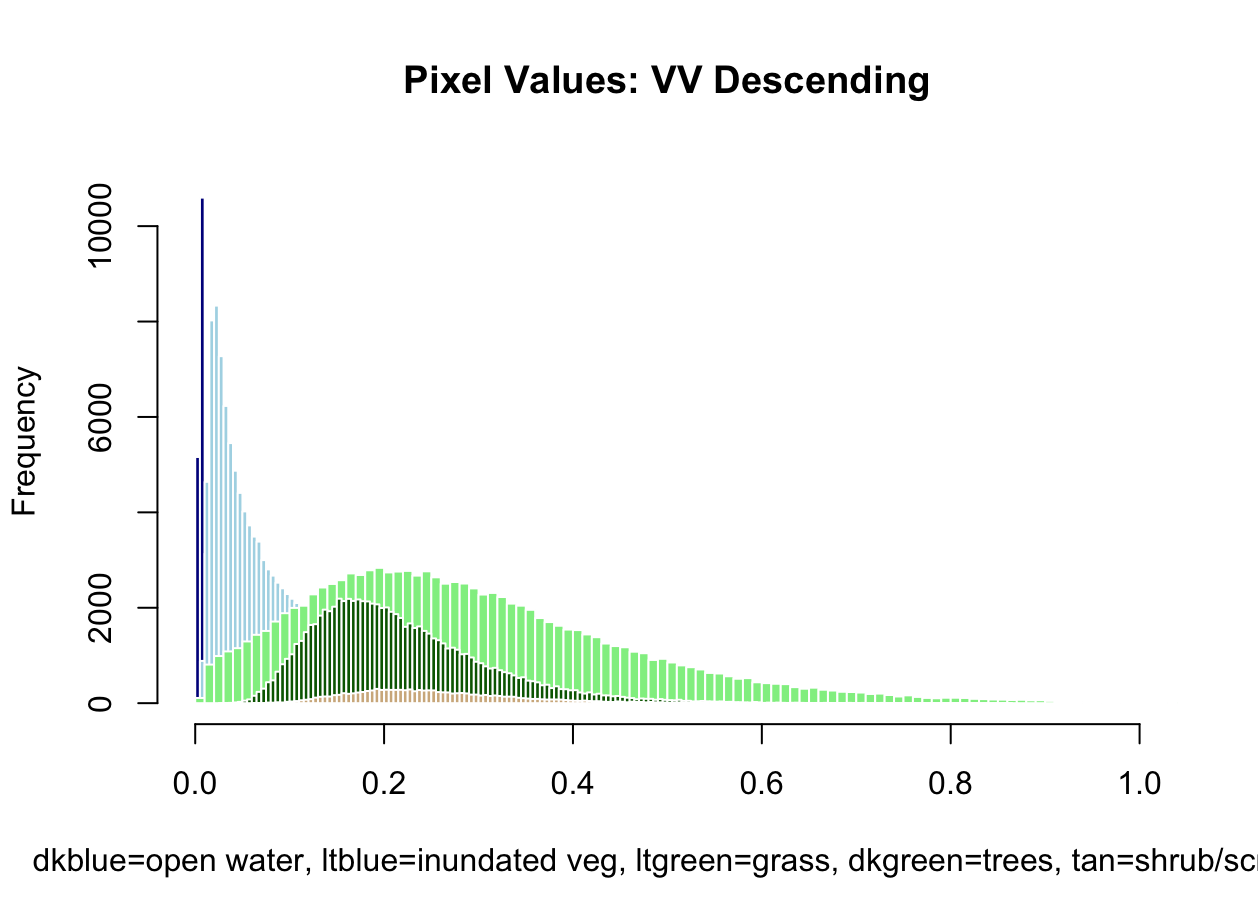 Pixel Values: VV Descending
Frequency
10000
6000
2000
0
0.0 0.2 0.4 0.6 0.8 1.0
dkblue=open water, ltblue=inundated veg, ltgreen=grass, dkgreen=trees, tan=shrub/scr